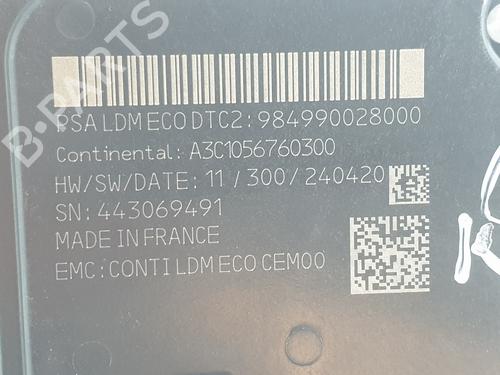 B-PARTS
PSA LDM ECO DTC2: 984990028000
Continental: A3C1056760300
HW/SW/DATE: 11/300/240420
SN: 443069491
MADE IN FRANCE
EMC: CONTI LDM ECO CEM00